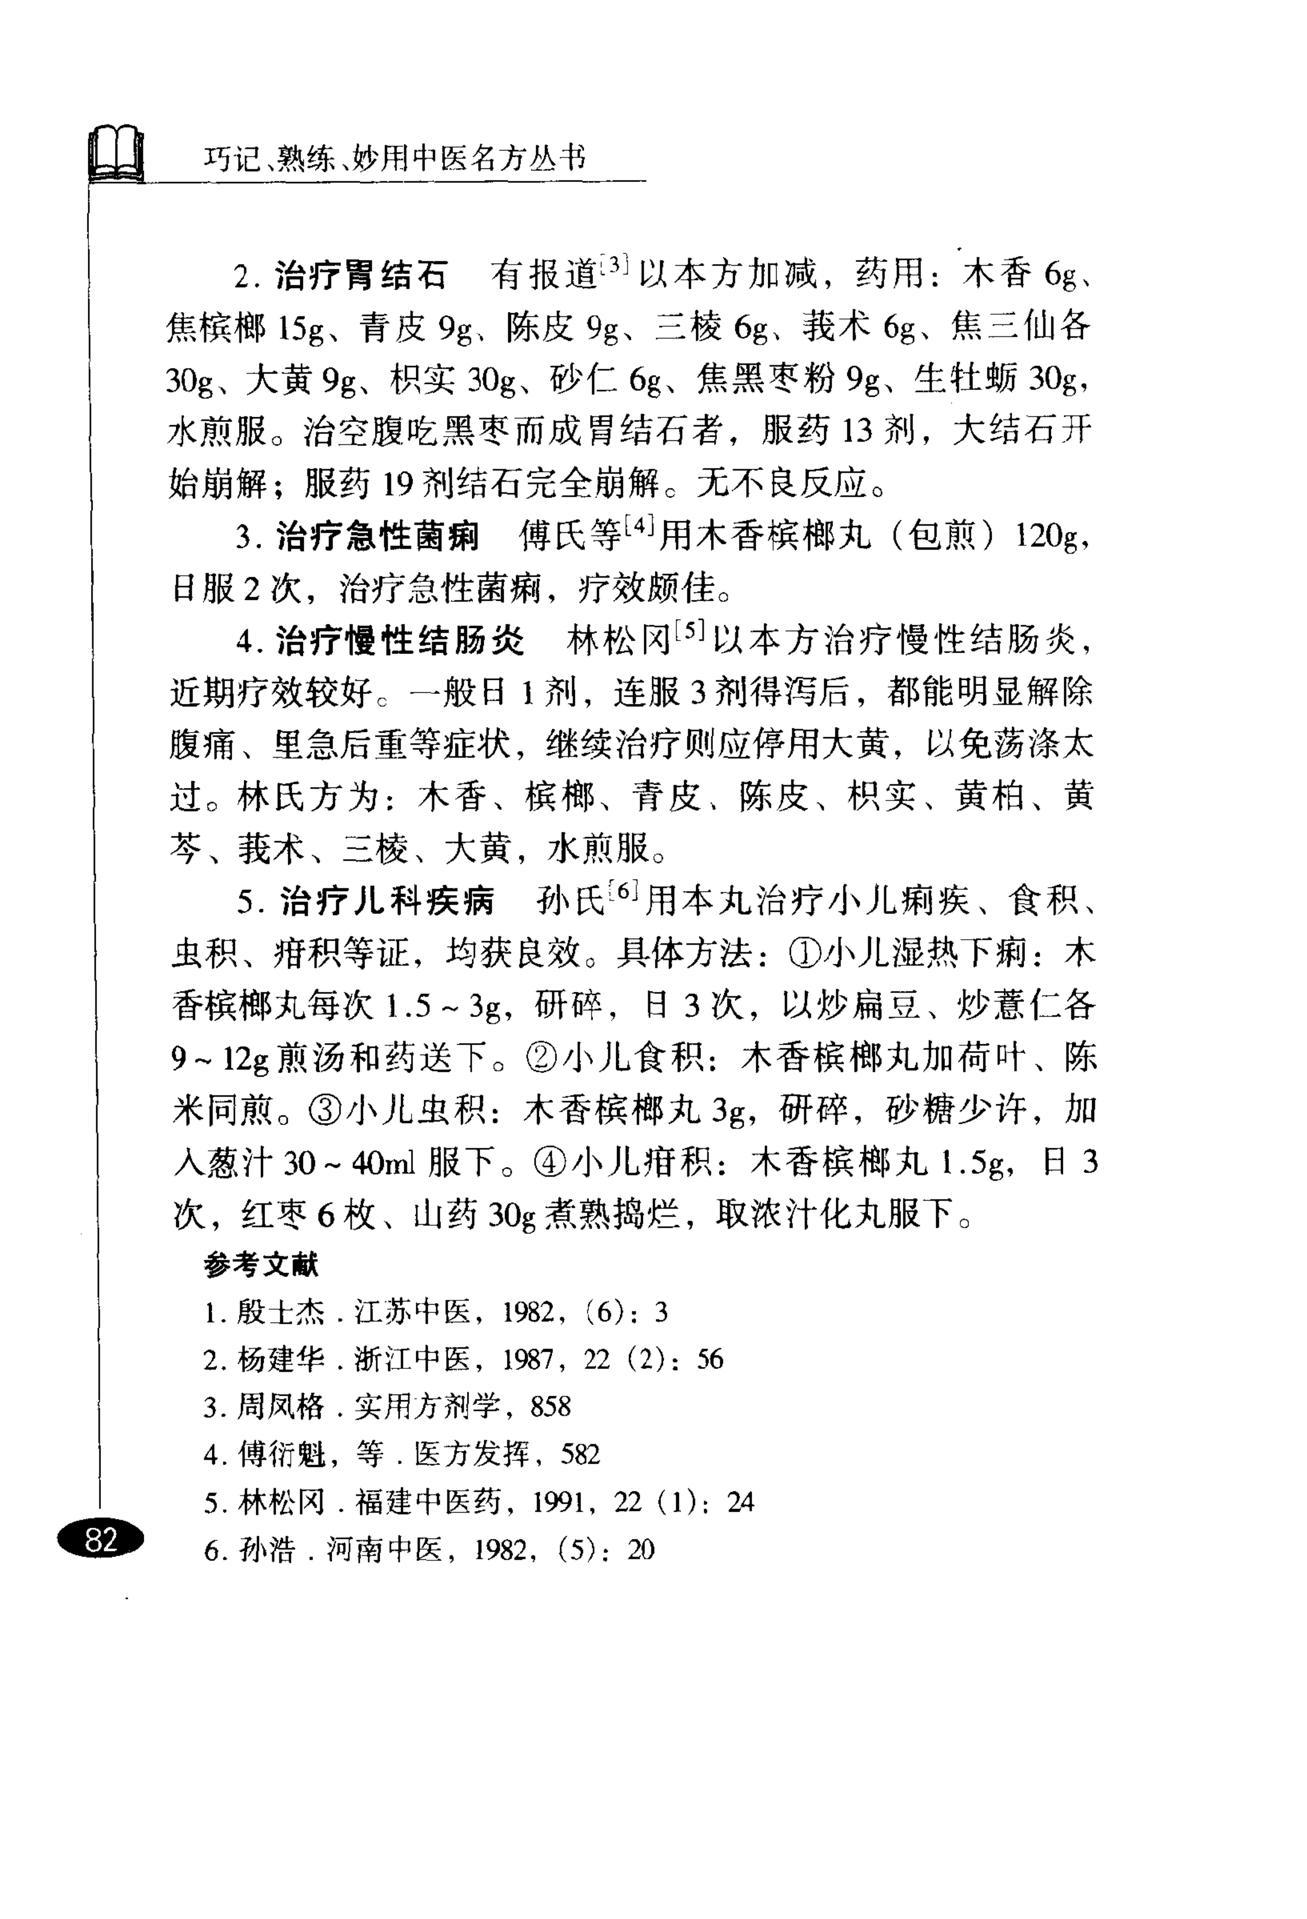 巧记、熟练、妙用中医名方丛书
2. 治疗胃结石 有报道[3]以本方加减，药用：木香 6g、
焦槟榔 15g、青皮 9g、陈皮 9g、三棱 6g、莪术 6g、焦三仙各
30g、大黄 9g、枳实 30g、砂仁 6g、焦黑枣粉 9g、生牡蛎 30g，
水煎服。治空腹吃黑枣而成胃结石者，服药 13 剂，大结石开
始崩解；服药 19 剂结石完全崩解。无不良反应。
3. 治疗急性菌痢 傅氏等[4]用木香槟榔丸（包煎）120g，
日服 2 次，治疗急性菌痢，疗效颇佳。
4. 治疗慢性结肠炎 林松冈[5]以本方治疗慢性结肠炎，
近期疗效较好。一般日 1 剂，连服 3 剂得泻后，都能明显解除
腹痛、里急后重等症状，继续治疗则应停用大黄，以免荡涤太
过。林氏方为：木香、槟榔、青皮、陈皮、枳实、黄柏、黄
芩、莪术、三棱、大黄，水煎服。
5. 治疗儿科疾病 孙氏[6]用本丸治疗小儿痢疾、食积、
虫积、疳积等证，均获良效。具体方法：①小儿湿热下痢：木
香槟榔丸每次 1.5～3g，研碎，日 3 次，以炒扁豆、炒薏仁各
9～12g 煎汤和药送下。②小儿食积：木香槟榔丸加荷叶、陈
米同煎。③小儿虫积：木香槟榔丸 3g，研碎，砂糖少许，加
入葱汁 30～40ml 服下。④小儿疳积：木香槟榔丸 1.5g，日 3
次，红枣 6 枚、山药 30g 煮熟捣烂，取浓汁化丸服下。
参考文献
1. 殷士杰．江苏中医，1982，(6)：3
2. 杨建华．浙江中医，1987，22（2）：56
3. 周凤格．实用方剂学，858
4. 傅衍魁，等．医方发挥，582
5. 林松冈．福建中医药，1991，22（1）：24
6. 孙浩．河南中医，1982，(5)：20
82